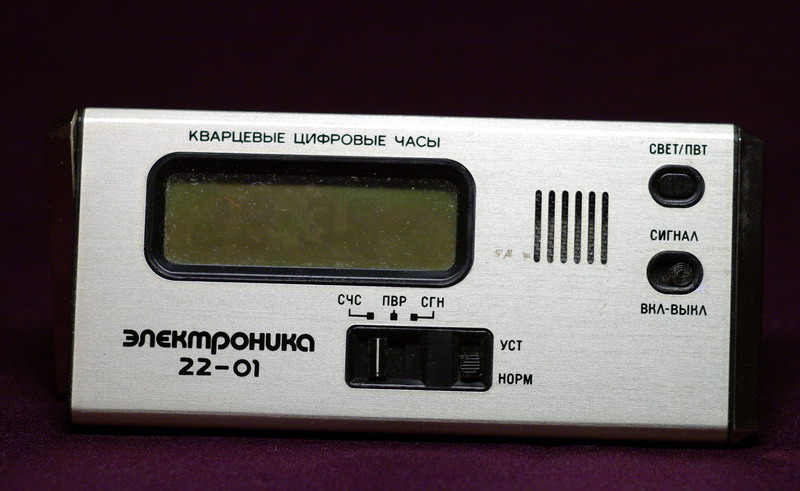 КВАРЦЕВЫЕ ЦИФРОВЫЕ ЧАСЫ
СВЕТ/ПВТ
СИГНАЛ
ВКЛ-ВЫКЛ
СЧС ПВР СГН
УСТ
НОРМ
электроника
22-01